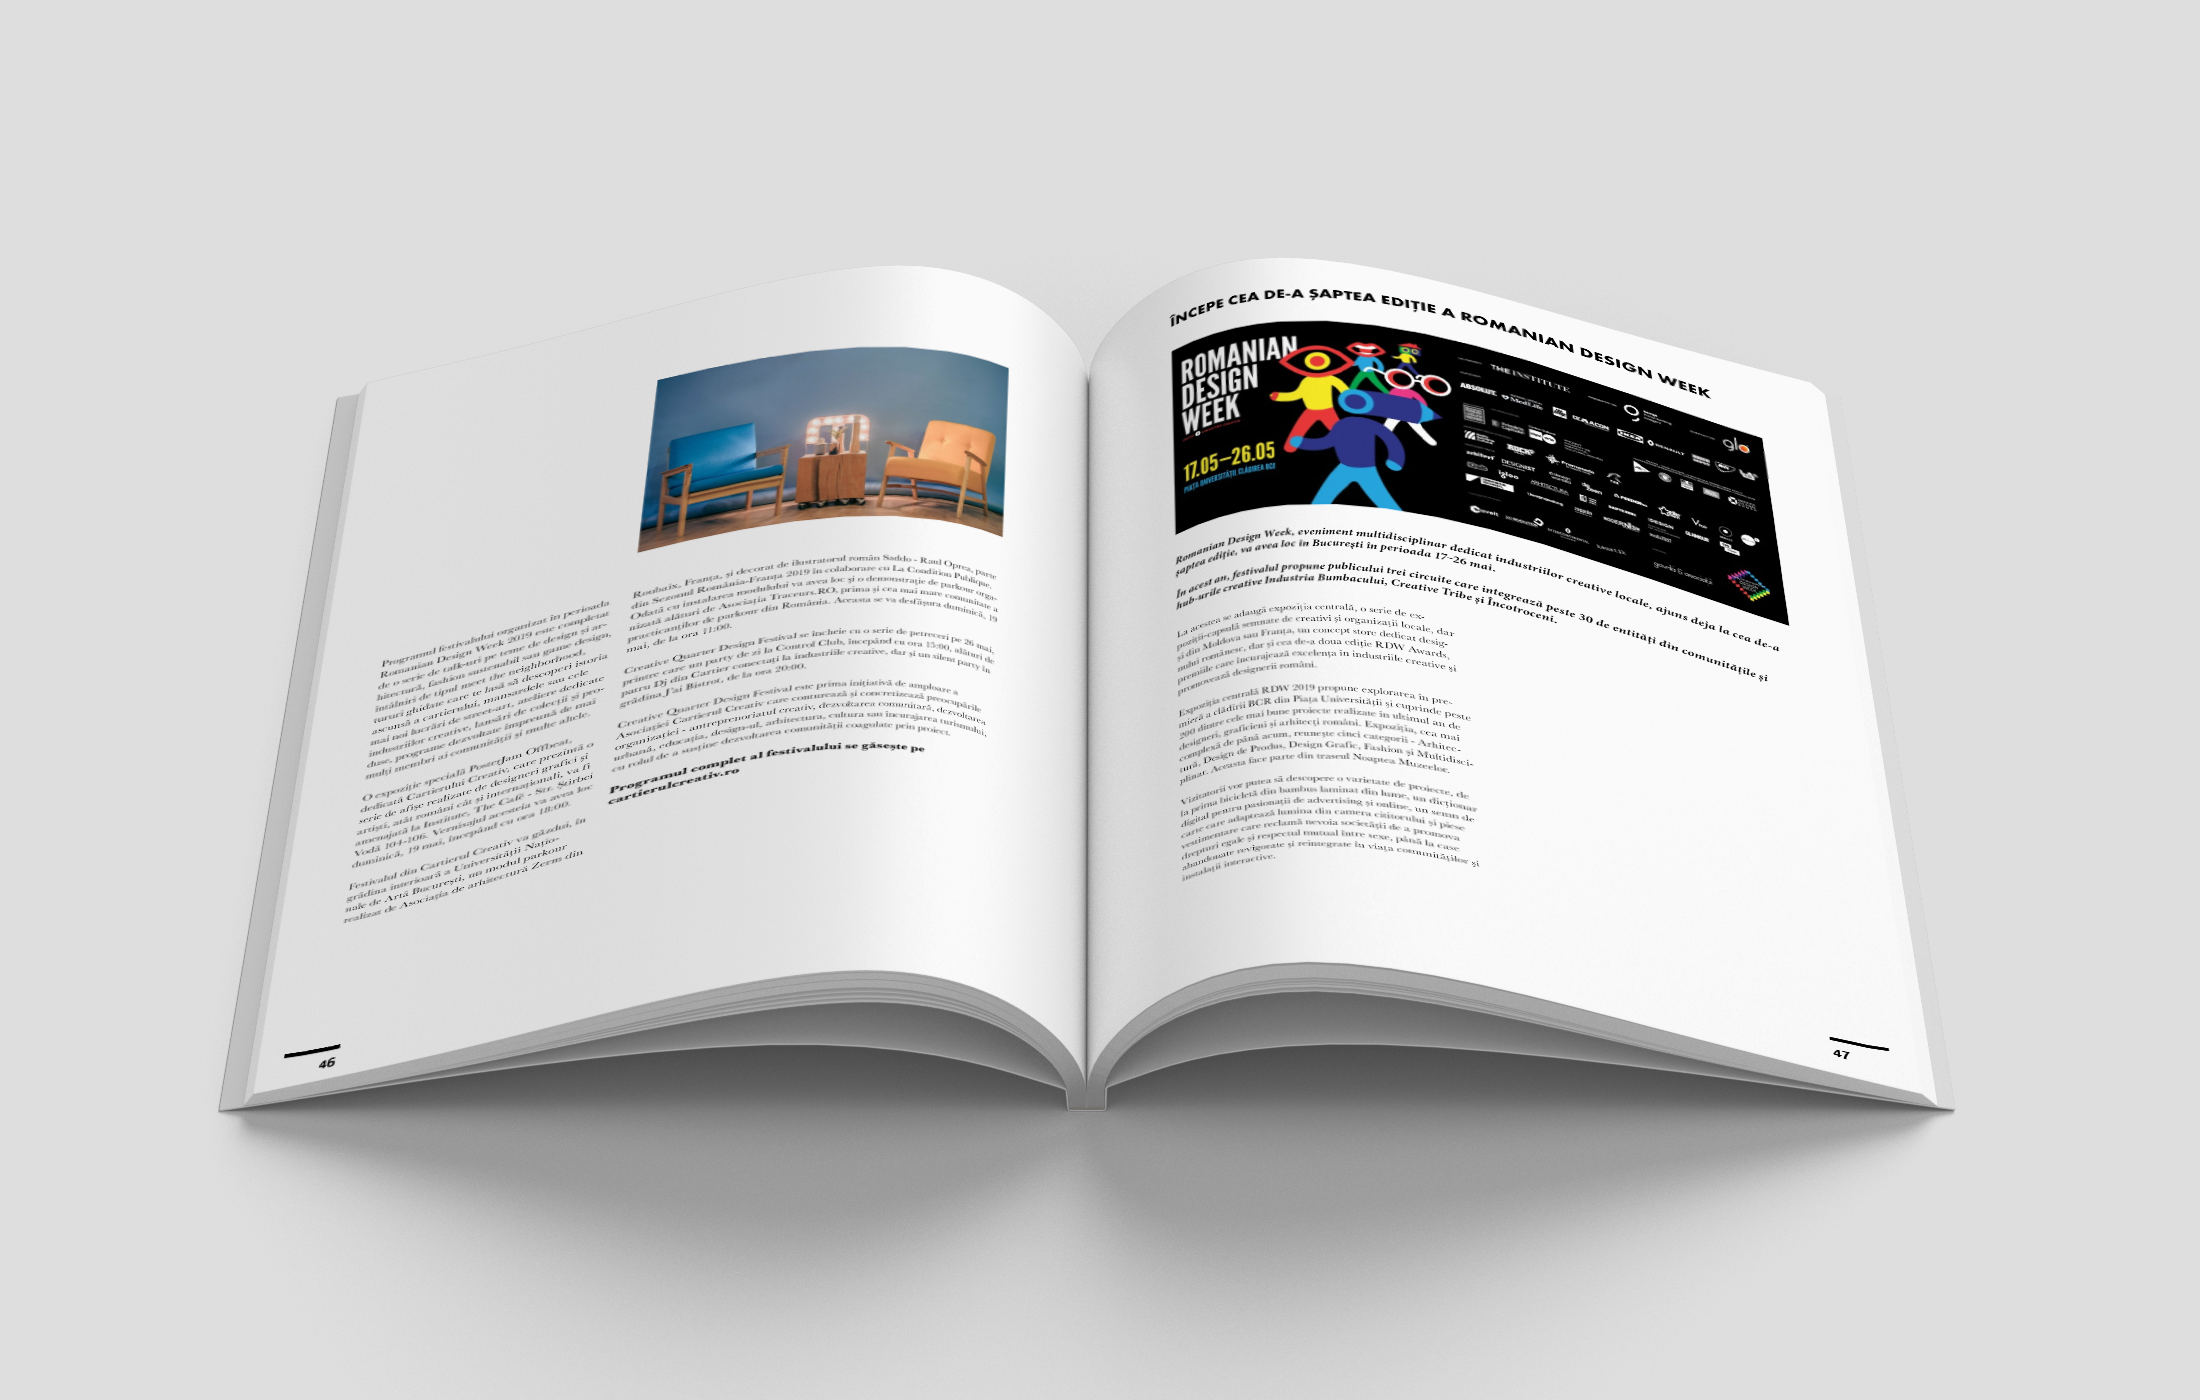 Programul festivalului organizat în perioada
Romanian Design Week 2019 este completat
de o serie de talk-uri pe teme de design și ar-
hitectură, fashion sustenabil sau game design,
întâlniri de tipul meet the neighborhood,
tururi ghidate care te lasă să descoperi istoria
ascunsă a cartierului, mansardele sau cele
mai noi lucrări de street-art, ateliere dedicate
industriilor creative, lansări de colecții și pro-
duse, programe dezvoltate împreună de mai
mulți membri ai comunității și multe altele.
O expoziție specială PosterJam Offbeat,
dedicată Cartierului Creativ, care prezintă o
serie de afișe realizate de designeri grafici și
artiști, atât români cât și internaționali, va fi
amenajată la Institute, The Café - Str. Știrbei
Vodă 104-106. Vernisajul acesteia va avea loc
duminică, 19 mai, începând cu ora 18:00.
Festivalul din Cartierul Creativ va găzdui, în
grădina interioară a Universității Națio-
nale de Artă București, un modul parkour
realizat de Asociația de arhitectură Zerm din
Roubaix, Franța, și decorat de ilustratorul român Saddo - Raul Oprea, parte
din Sezonul România-Franța 2019 în colaborare cu La Condition Publique.
Odată cu instalarea modulului va avea loc și o demonstrație de parkour orga-
nizată alături de Asociația Traceurs.RO, prima și cea mai mare comunitate a
practicanților de parkour din România. Aceasta se va desfășura duminică, 19
mai, de la ora 11:00.
Creative Quarter Design Festival se încheie cu o serie de petreceri pe 26 mai,
printre care un party de zi la Control Club, începând cu ora 15:00, alături de
patru Dj din Cartier conectați la industriile creative, dar și un silent party în
grădina J'ai Bistrot, de la ora 20:00.
Creative Quarter Design Festival este prima inițiativă de amploare a
Asociației Cartierul Creativ care conturează și concretizează preocupările
organizației - antreprenoriatul creativ, dezvoltarea comunitară, dezvoltarea
urbană, educația, design-ul, arhitectura, cultura sau încurajarea turismului,
cu rolul de a susține dezvoltarea comunității coagulate prin proiect.
Programul complet al festivalului se găsește pe
cartierulcreativ.ro
46
ÎNCEPE CEA DE-A ȘAPTEA EDIȚIE A ROMANIAN DESIGN WEEK
ROMANIAN
DESIGN
WEEK
17.05—26.05
PIAȚA UNIVERSITĂȚII, CLĂDIREA BCR
THE INSTITUTE
glo
ABSOLUT.
MedLife
RENAULT
igloo
DESIGNIST
Romanian Design Week, eveniment multidisciplinar dedicat industriilor creative locale, ajuns deja la cea de-a
șaptea ediție, va avea loc în București în perioada 17-26 mai.
În acest an, festivalul propune publicului trei circuite care integrează peste 30 de entități din comunitățile și
hub-urile creative Industria Bumbacului, Creative Tribe și Încotroceni.
La acestea se adaugă expoziția centrală, o serie de ex-
poziții-capsulă semnate de creativi și organizații locale, dar
și din Moldova sau Franța, un concept store dedicat desig-
nului românesc, dar și cea de-a doua ediție RDW Awards,
premiile care încurajează excelența în industriile creative și
promovează designerii români.
Expoziția centrală RDW 2019 propune explorarea în pre-
mieră a clădirii BCR din Piața Universității și cuprinde peste
200 dintre cele mai bune proiecte realizate în ultimul an de
designeri, graficieni și arhitecți români. Expoziția, cea mai
complexă de până acum, reunește cinci categorii - Arhitec-
tură, Design de Produs, Design Grafic, Fashion și Multidisci-
plinar. Aceasta face parte din traseul Noaptea Muzeelor.
Vizitatorii vor putea să descopere o varietate de proiecte, de
la prima bicicletă din bambus laminat din lume, un dicționar
digital pentru pasionații de advertising și online, un semn de
carte care adaptează lumina din camera cititorului și piese
vestimentare care reclamă nevoia societății de a promova
drepturi egale și respectul mutual între sexe, până la case
abandonate revigorate și reintegrate în viața comunităților și
instalații interactive.
47